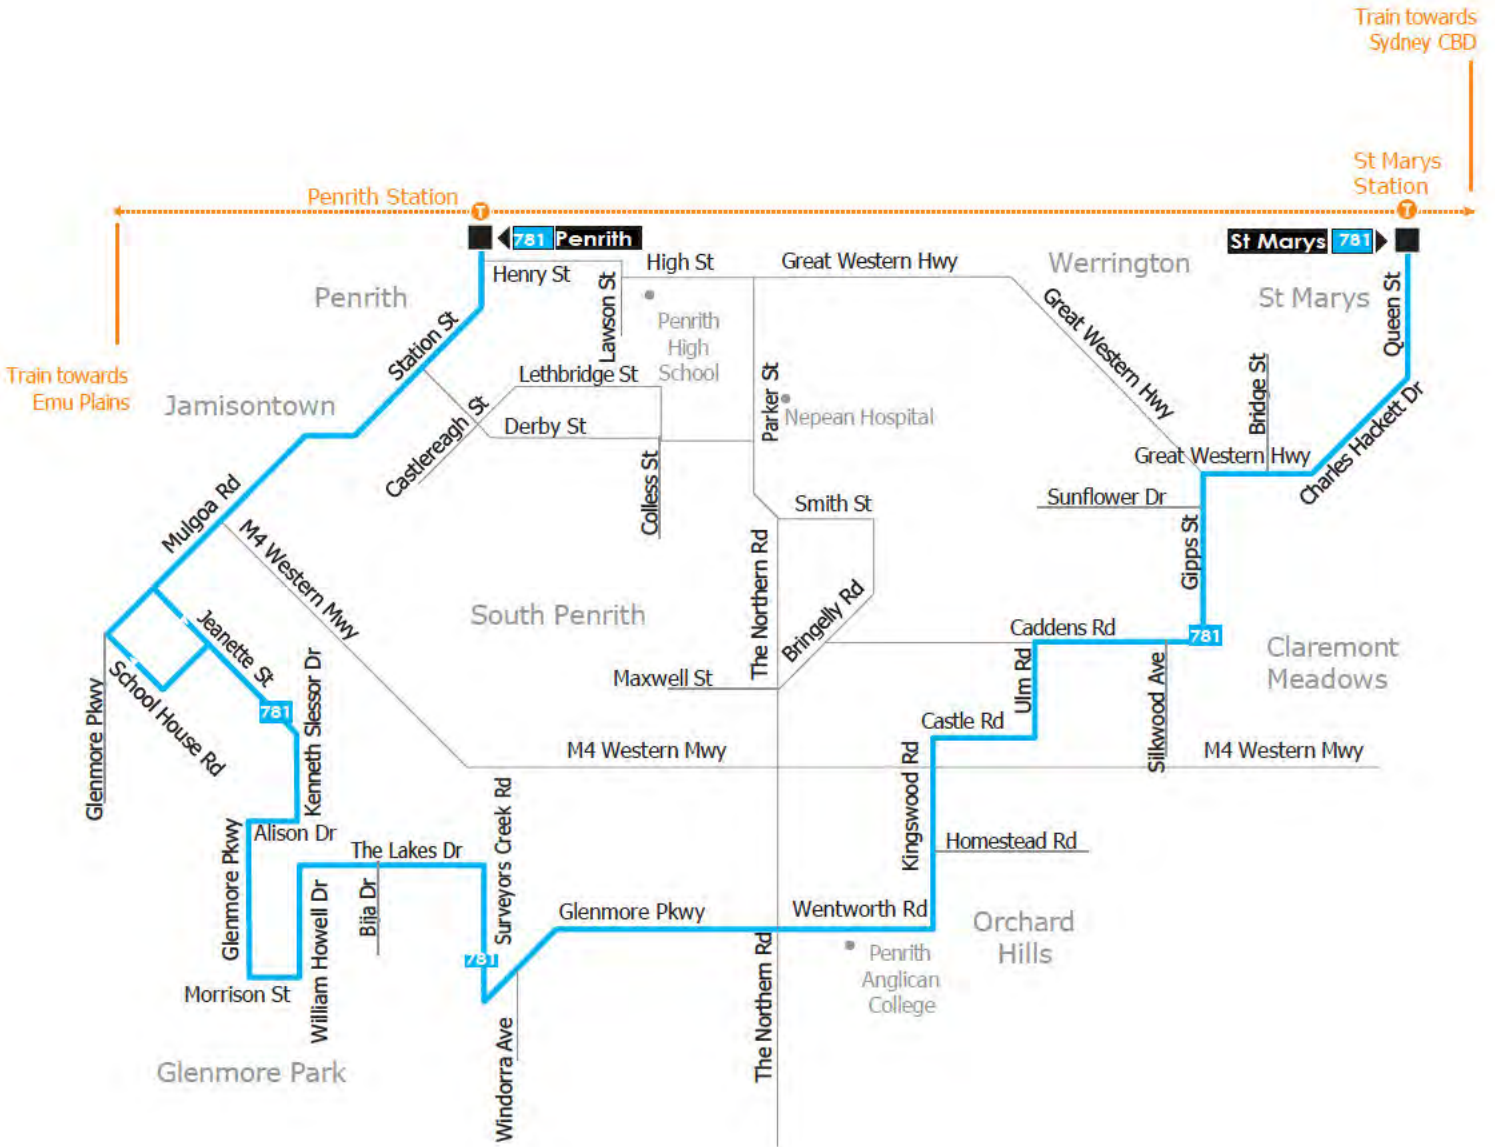 Train towards
Sydney CBD
St Marys
Station
Penrith Station
T
T
781 Penrith
St Marys 781
Henry St
High St
Great Western Hwy
Werrington
Penrith
Lawson St
Penrith
High
School
St Marys
Queen St
Station St
Great Western Hwy
Train towards
Emu Plains
Jamisontown
Lethbridge St
Parker St
Nepean Hospital
Bridge St
Castlereagh St
Derby St
Great Western Hwy
Charles Hackett Dr
Mulgoa Rd
Colless St
Smith St
Sunflower Dr
M4 Western Mwy
The Northern Rd
Gipps St
South Penrith
Bringelly Rd
Caddens Rd
781
Claremont
Meadows
Jeanette St
Maxwell St
Ulm Rd
Silkwood Ave
School House Rd
Glenmore Pkwy
781
Kenneth Slessor Dr
Castle Rd
M4 Western Mwy
Kingswood Rd
M4 Western Mwy
Glenmore Pkwy
Alison Dr
The Lakes Dr
Surveyors Creek Rd
Homestead Rd
William Howell Dr
Bija Dr
Glenmore Pkwy
Wentworth Rd
Orchard
Hills
781
Penrith
Anglican
College
Morrison St
The Northern Rd
Windorra Ave
Glenmore Park